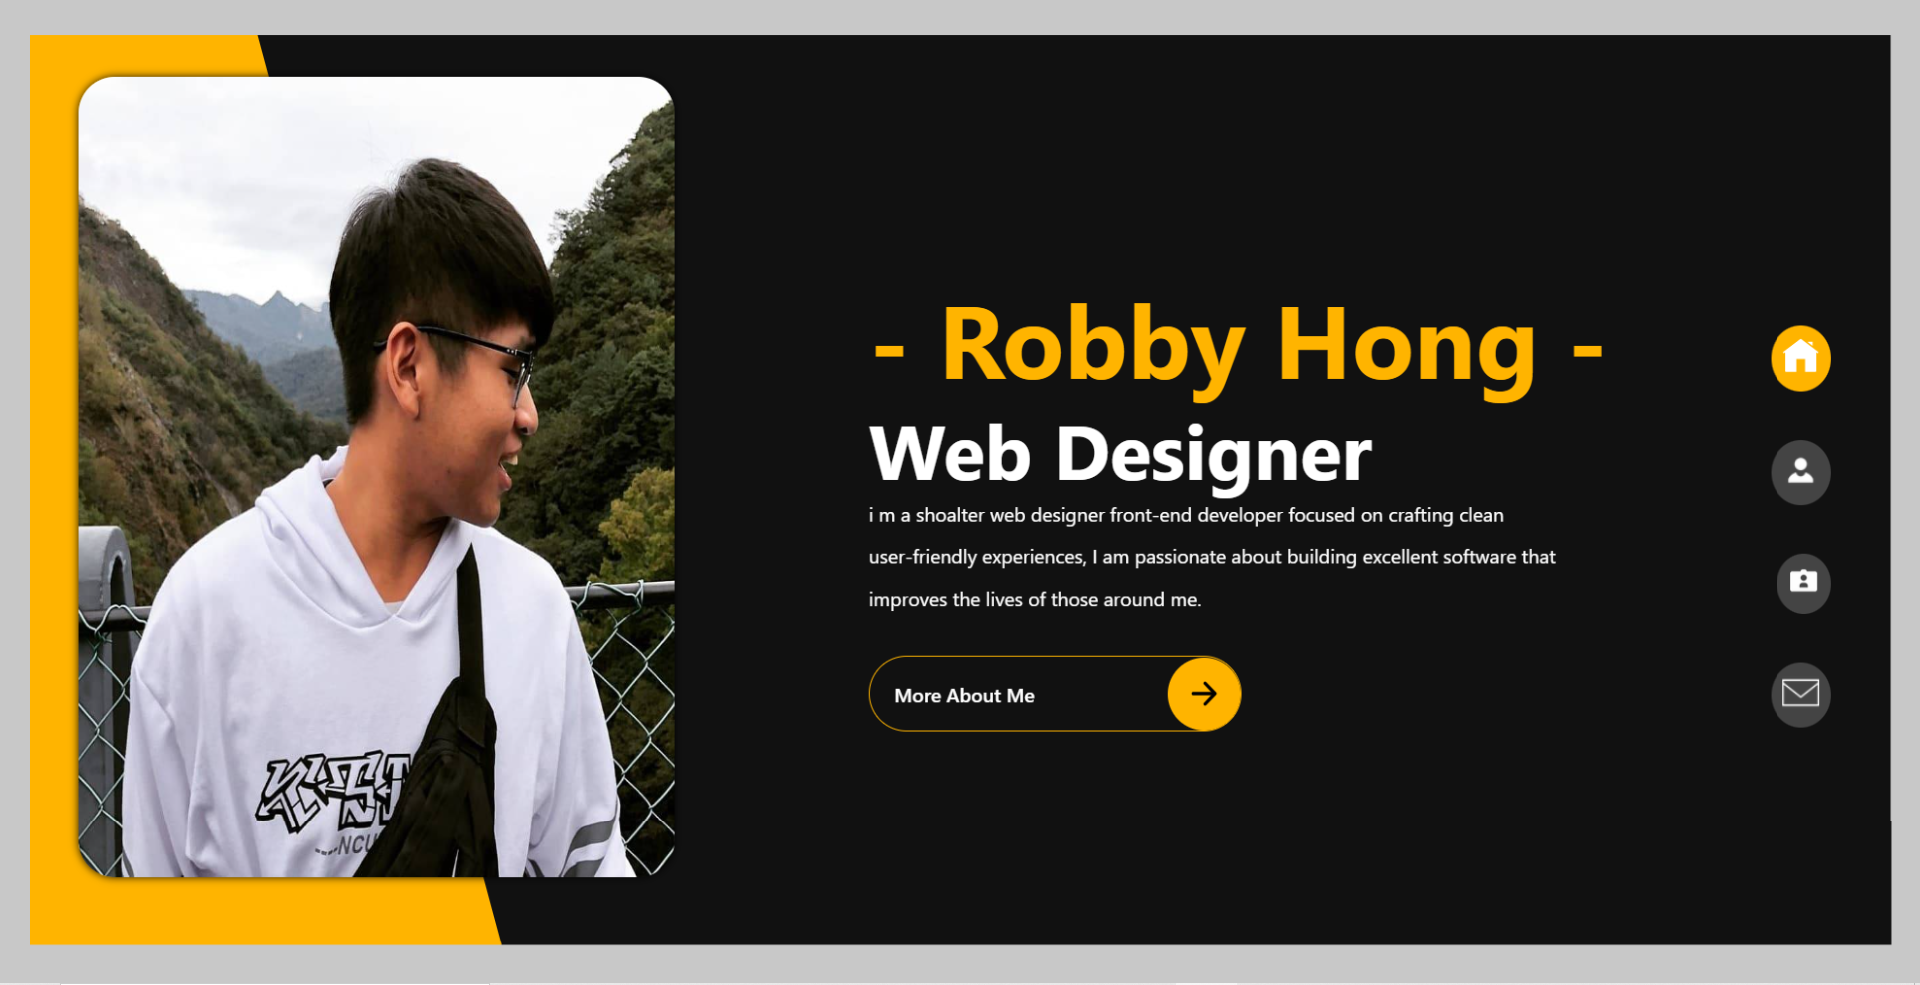 - Robby Hong -
Web Designer
i m a shoalter web designer front-end developer focused on crafting clean
user-friendly experiences, I am passionate about building excellent software that
improves the lives of those around me.
More About Me
NCU